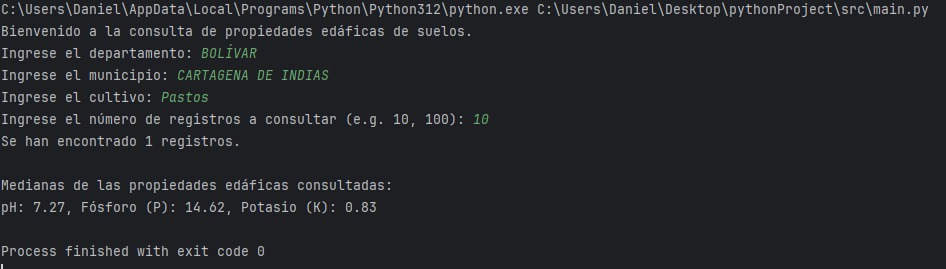 C:\Users\Daniel\AppData\Local\Programs\Python\Python312\python.exe C:\Users\Daniel\Desktop\pythonProject\src\main.py
Bienvenido a la consulta de propiedades edáficas de suelos.
Ingrese el departamento: BOLÍVAR
Ingrese el municipio: CARTAGENA DE INDIAS
Ingrese el cultivo: Pastos
Ingrese el número de registros a consultar (e.g. 10, 100): 10
Se han encontrado 1 registros.
Medianas de las propiedades edáficas consultadas:
pH: 7.27, Fósforo (P): 14.62, Potasio (K): 0.83
Process finished with exit code 0